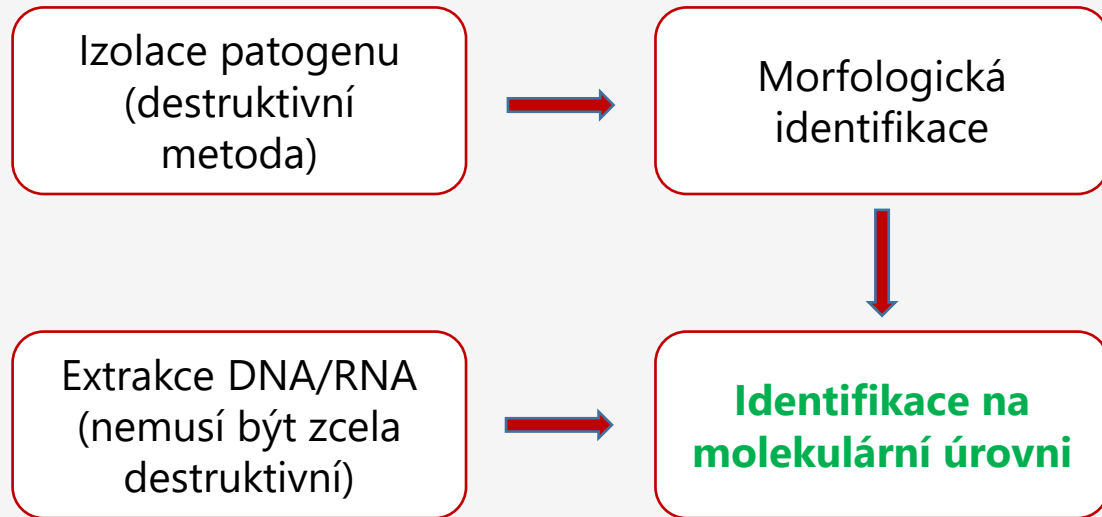 Izolace patogenu
(destruktivní
metoda)
Morfologická
identifikace
Extrakce DNA/RNA
(nemusí být zcela
destruktivní)
Identifikace na
molekulární úrovni